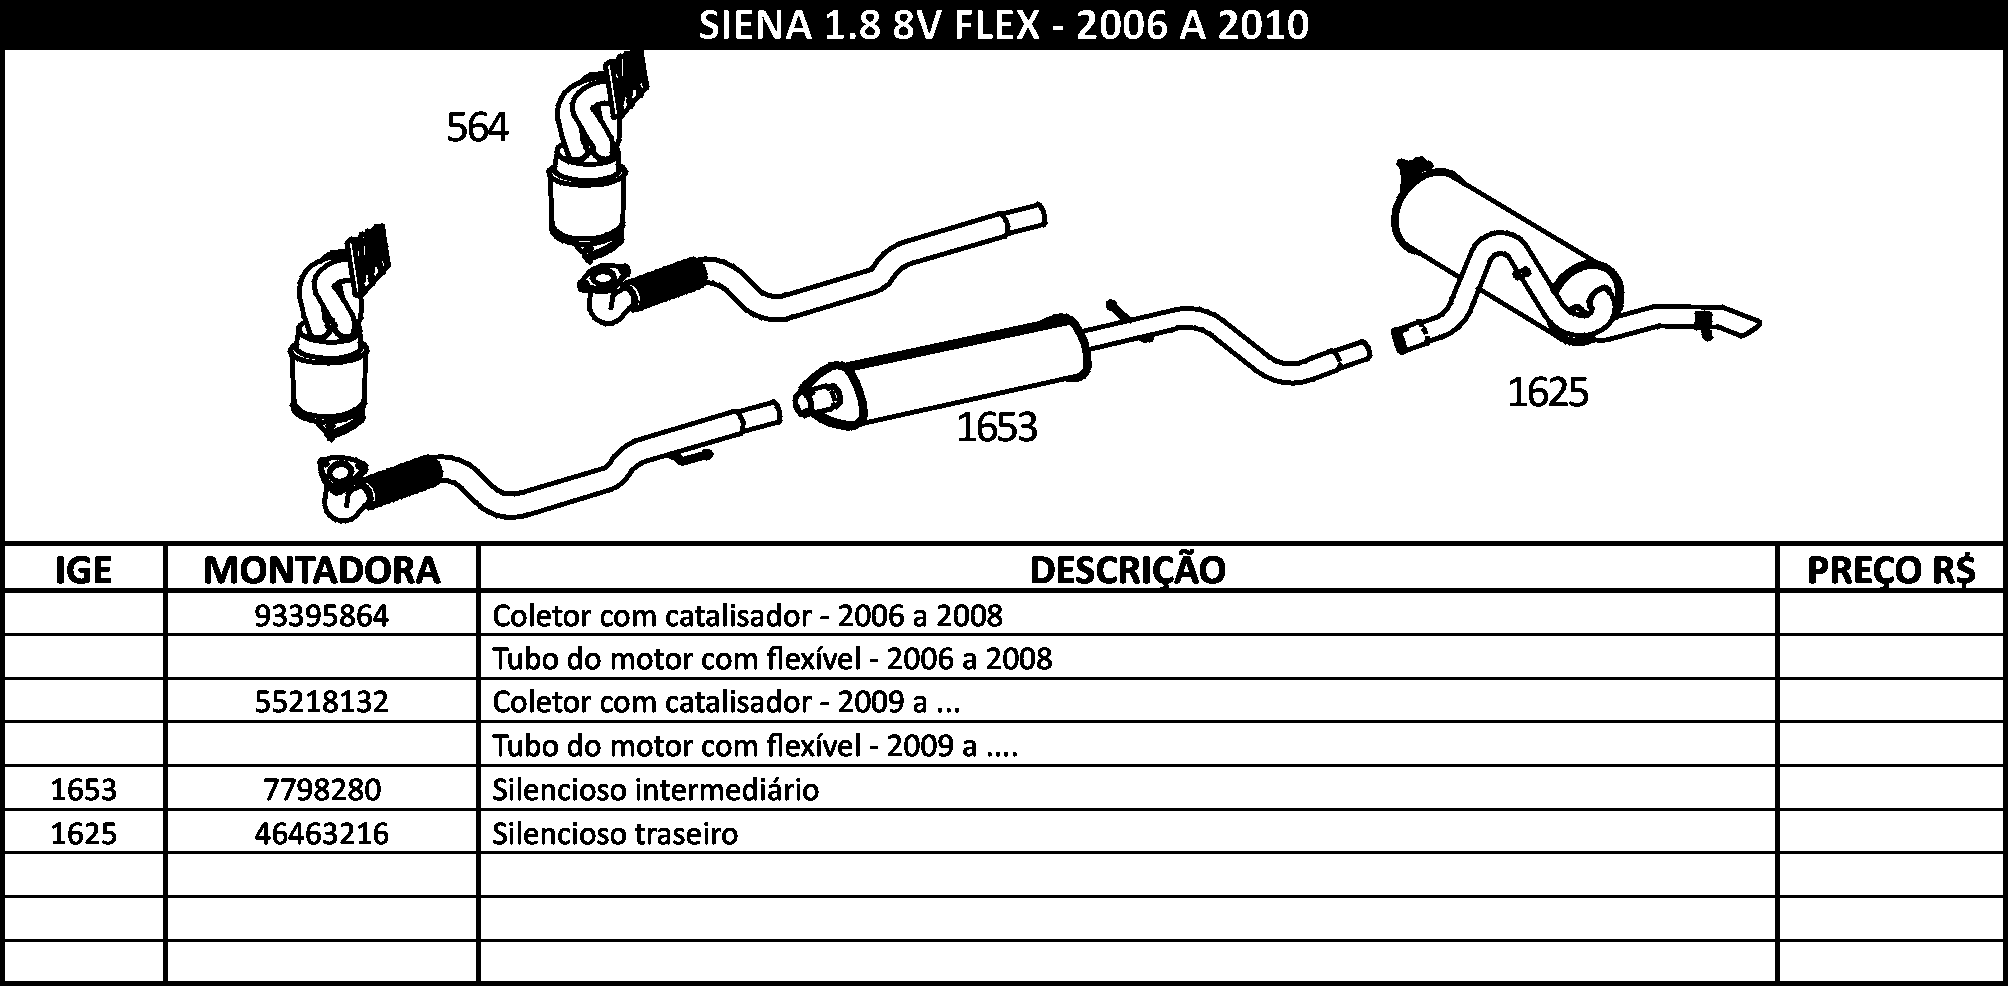 SIENA 1.8 8V FLEX - 2006 A 2010
564
1625
1653
IGE MONTADORA DESCRIÇÃO PREÇO R$
93395864 Coletor com catalisador - 2006 a 2008
Tubo do motor com flexível - 2006 a 2008
55218132 Coletor com catalisador - 2009 a ...
Tubo do motor com flexível - 2009 a ....
1653 7798280 Silencioso intermediário
1625 46463216 Silencioso traseiro